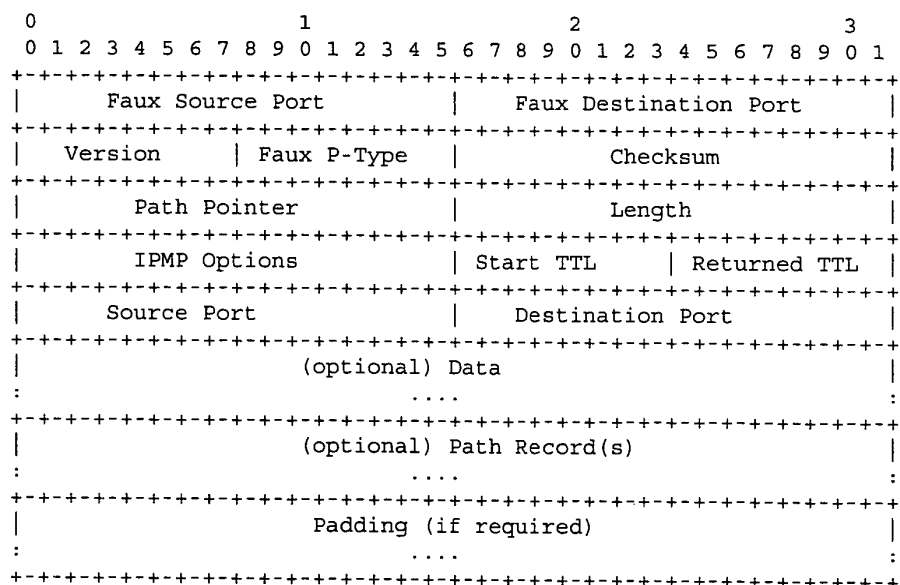 0                   1                   2                   3
 0 1 2 3 4 5 6 7 8 9 0 1 2 3 4 5 6 7 8 9 0 1 2 3 4 5 6 7 8 9 0 1
+-+-+-+-+-+-+-+-+-+-+-+-+-+-+-+-+-+-+-+-+-+-+-+-+-+-+-+-+-+-+-+-+
|       Faux Source Port        |    Faux Destination Port      |
+-+-+-+-+-+-+-+-+-+-+-+-+-+-+-+-+-+-+-+-+-+-+-+-+-+-+-+-+-+-+-+-+
|   Version     | Faux P-Type   |           Checksum            |
+-+-+-+-+-+-+-+-+-+-+-+-+-+-+-+-+-+-+-+-+-+-+-+-+-+-+-+-+-+-+-+-+
|         Path Pointer          |           Length              |
+-+-+-+-+-+-+-+-+-+-+-+-+-+-+-+-+-+-+-+-+-+-+-+-+-+-+-+-+-+-+-+-+
|         IPMP Options          | Start TTL     | Returned TTL  |
+-+-+-+-+-+-+-+-+-+-+-+-+-+-+-+-+-+-+-+-+-+-+-+-+-+-+-+-+-+-+-+-+
|       Source Port             |    Destination Port           |
+-+-+-+-+-+-+-+-+-+-+-+-+-+-+-+-+-+-+-+-+-+-+-+-+-+-+-+-+-+-+-+-+
|                     (optional) Data                           |
:                             ....                              :
+-+-+-+-+-+-+-+-+-+-+-+-+-+-+-+-+-+-+-+-+-+-+-+-+-+-+-+-+-+-+-+-+
|                     (optional) Path Record(s)                 |
:                             ....                              :
+-+-+-+-+-+-+-+-+-+-+-+-+-+-+-+-+-+-+-+-+-+-+-+-+-+-+-+-+-+-+-+-+
|                      Padding (if required)                    |
:                             ....                              :
+-+-+-+-+-+-+-+-+-+-+-+-+-+-+-+-+-+-+-+-+-+-+-+-+-+-+-+-+-+-+-+-+